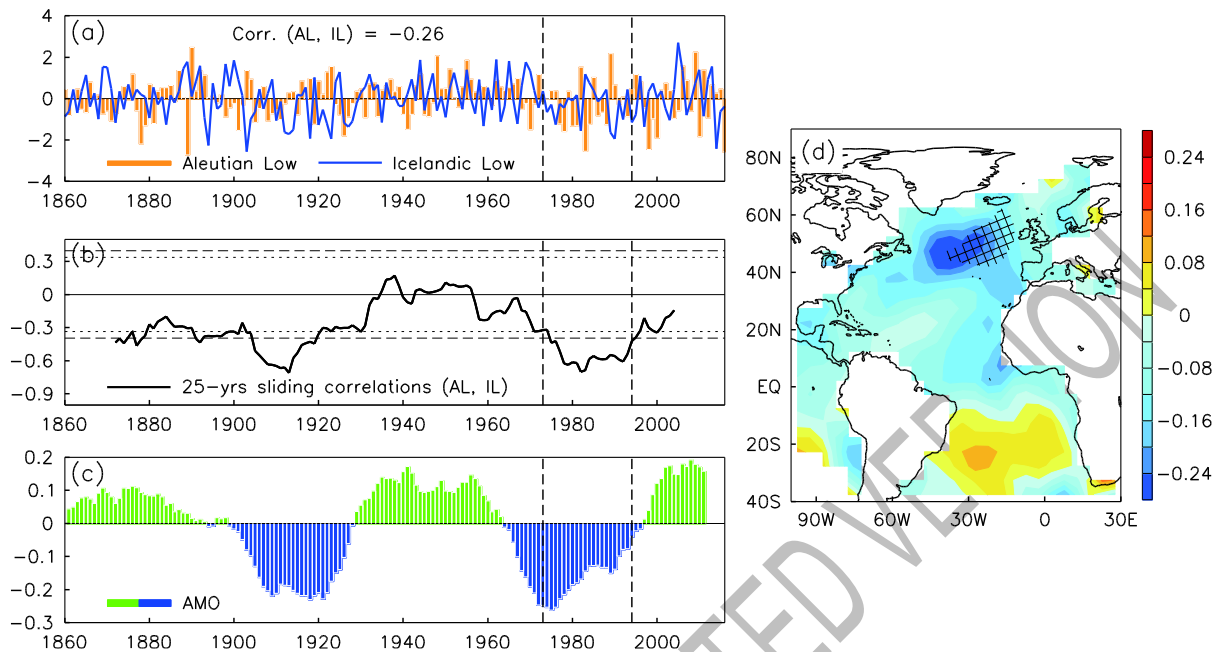 (a)
Corr. (AL, IL) = −0.26
4
2
0
−2
−4
Aleutian Low
Icelandic Low
1860 1880 1900 1920 1940 1960 1980 2000
(b)
0.3
0
−0.3
−0.6
−0.9
25−yrs sliding correlations (AL, IL)
1860 1880 1900 1920 1940 1960 1980 2000
(c)
0.2
0.1
0
−0.1
−0.2
−0.3
AMO
1860 1880 1900 1920 1940 1960 1980 2000
(d)
80N
60N
40N
20N
EQ
20S
40S
90W 60W 30W 0 30E
0.24
0.16
0.08
0
−0.08
−0.16
−0.24
TED VERSION